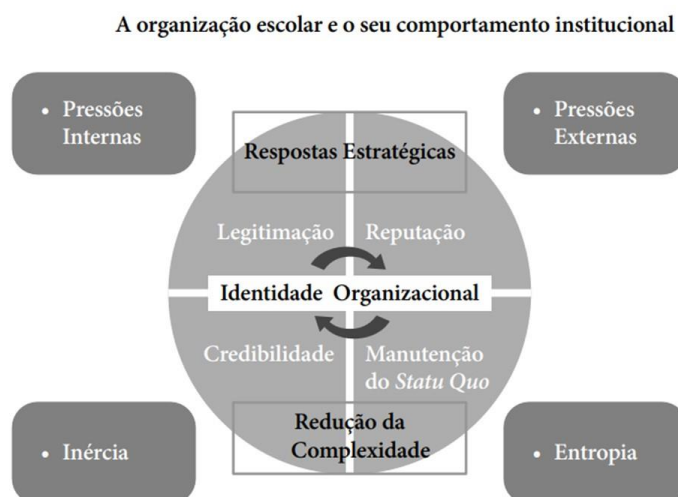 A organização escolar e o seu comportamento institucional
• Pressões
Internas
• Pressões
Externas
Respostas Estratégicas
Legitimação
Reputação
Identidade Organizacional
Credibilidade
Manutenção
do Statu Quo
Redução da
Complexidade
• Inércia
• Entropia